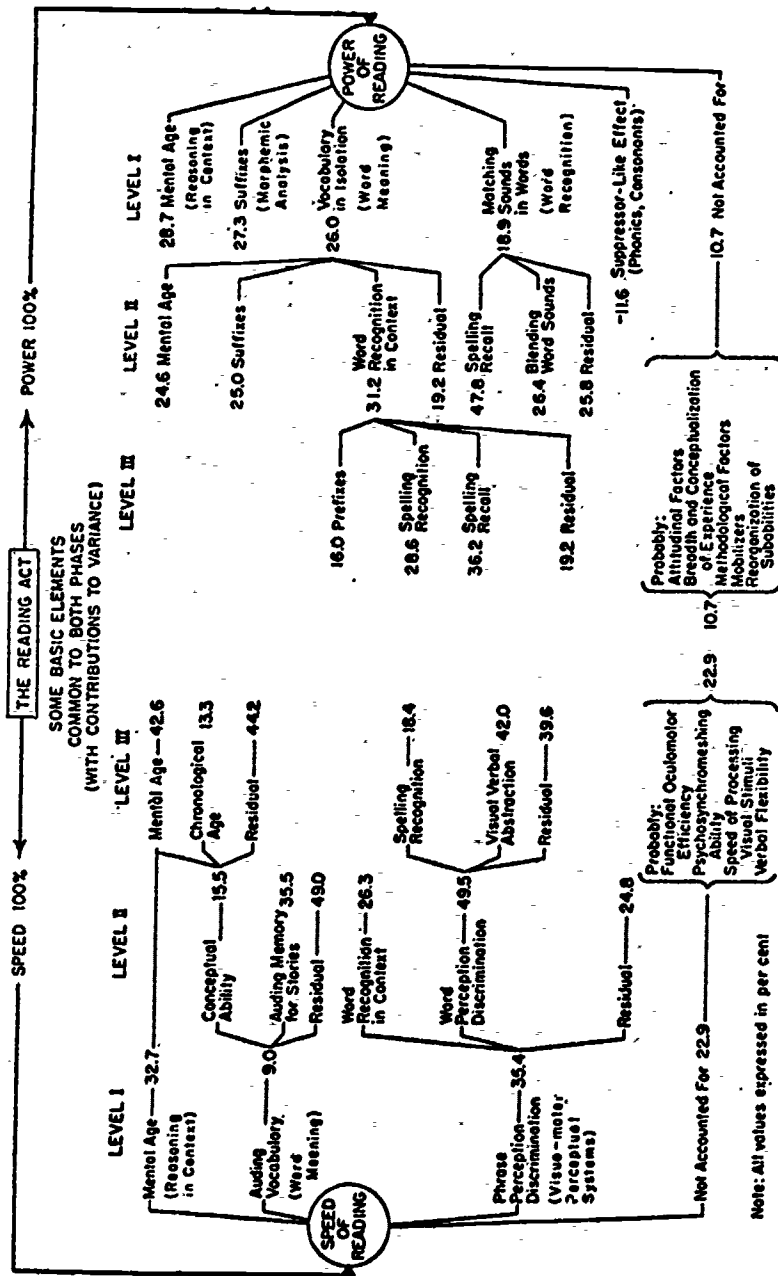 SPEED 100%
THE READING ACT
POWER 100%
SOME BASIC ELEMENTS
COMMON TO BOTH PHASES
(WITH CONTRIBUTIONS TO VARIANCE)
LEVEL I
LEVEL II
LEVEL III
LEVEL III
LEVEL II
LEVEL I
SPEED
OF
READING
Mental Age 32.7
(Reasoning
in Context)
Auding
Vocabulary 9.0
(Word
Meaning)
Phrase
Perception 35.4
Discrimination
(Visuo-motor
Perceptual
Systems)
Not Accounted For 22.9
Conceptual
Ability 15.5
Auding Memory
for Stories 35.5
Residual 49.0
Word
Recognition 26.3
in Context
Word
Perception 49.5
Discrimination
Residual 24.8
Mental Age 42.6
Chronological
Age 13.3
Residual 44.2
Spelling
Recognition 18.4
Visual Verbal
Abstraction 42.0
Residual 39.6
Probably:
Functional Oculomotor
Efficiency
Psychosynchromeshing
Ability
Speed of Processing
Visual Stimuli
Verbal Flexibility
22.9
10.7
Probably:
Attitudinal Factors
Breadth and Conceptualization
of Experience
Methodological Factors
Mobilizers
Reorganization of
Subabilities
16.0 Prefixes
28.6 Spelling
Recognition
36.2 Spelling
Recall
19.2 Residual
24.6 Mental Age
25.0 Suffixes
Word
31.2 Recognition
in Context
19.2 Residual
47.8 Spelling
Recall
26.4 Blending
Word Sounds
25.8 Residual
28.7 Mental Age
(Reasoning
in Context)
27.3 Suffixes
(Morphemic
Analysis)
Vocabulary
26.0 in Isolation
(Word
Meaning)
Matching
18.9 Sounds
in Words
(Word
Recognition)
-11.6 Suppressor-Like Effect
(Phonics, Consonants)
10.7 Not Accounted For
POWER
OF
READING
Note: All values expressed in per cent